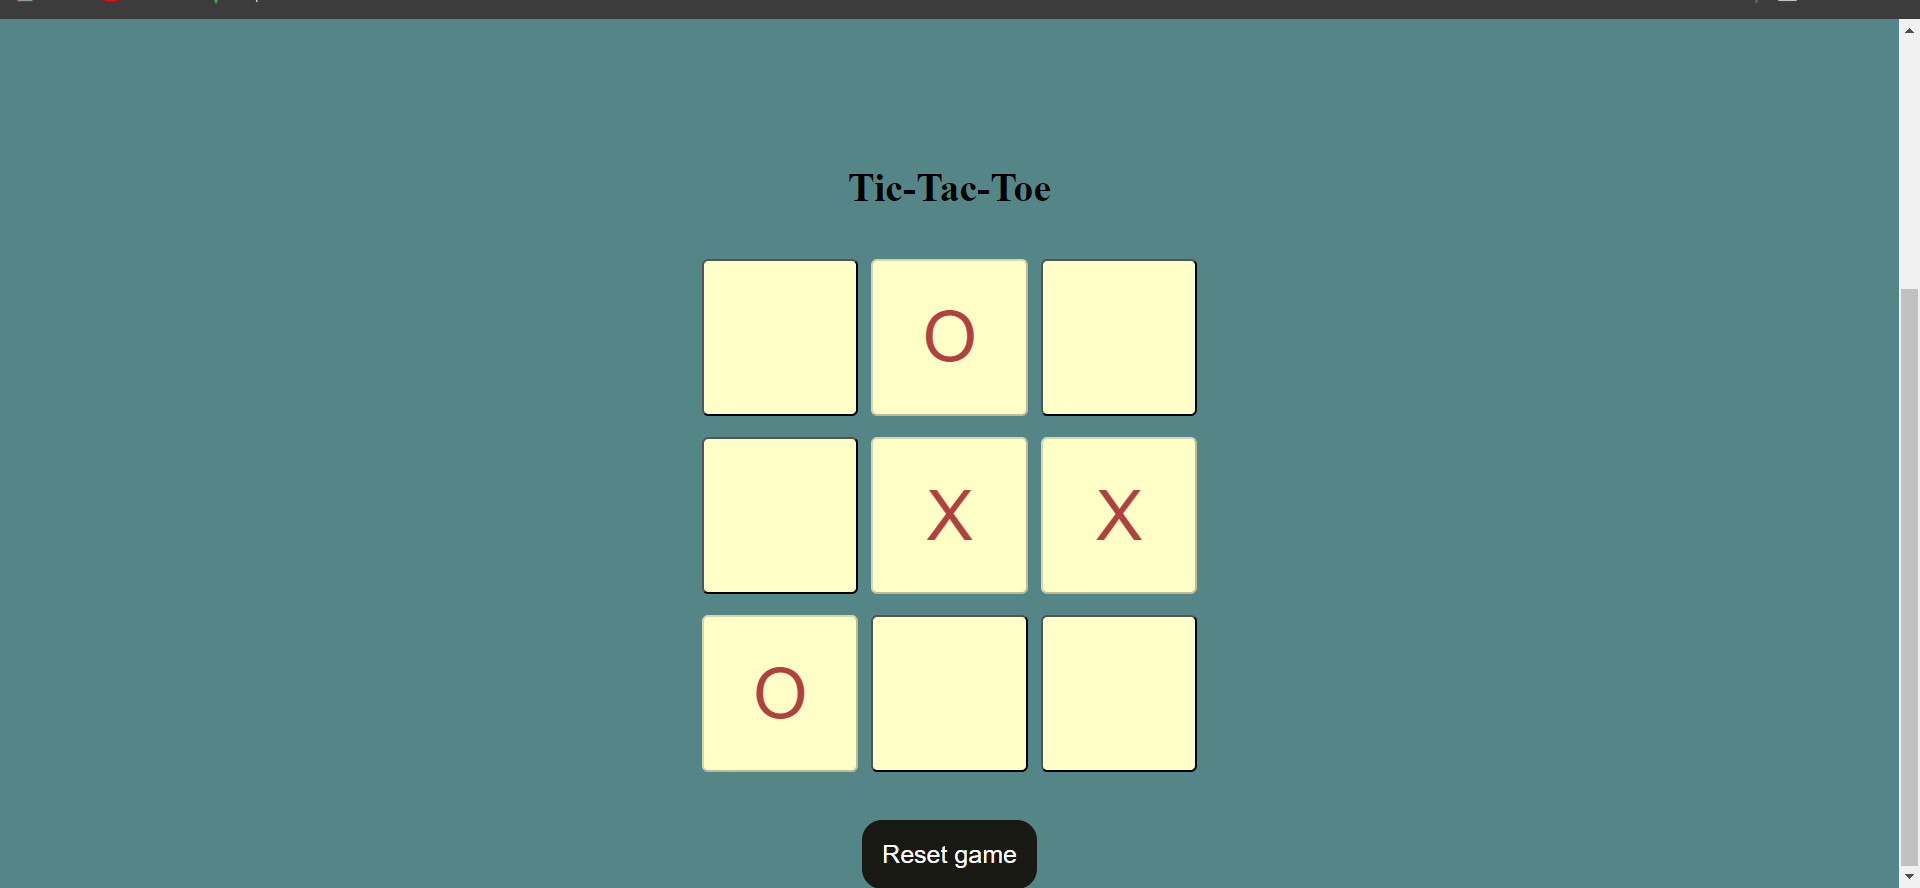 Tic-Tac-Toe
O
X X
O
Reset game